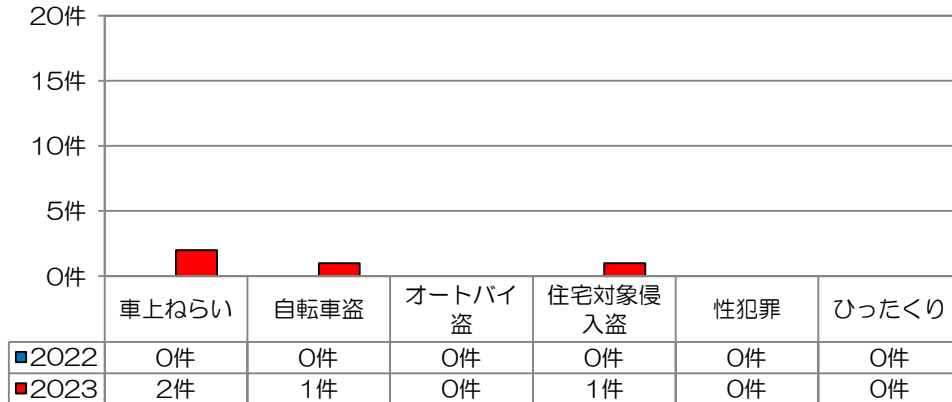 20件
15件
10件
5件
0件
車上ねらい 自転車盗 オートバイ盗 住宅対象侵入盗 性犯罪 ひったくり
2022 0件 0件 0件 0件 0件 0件
2023 2件 1件 0件 1件 0件 0件